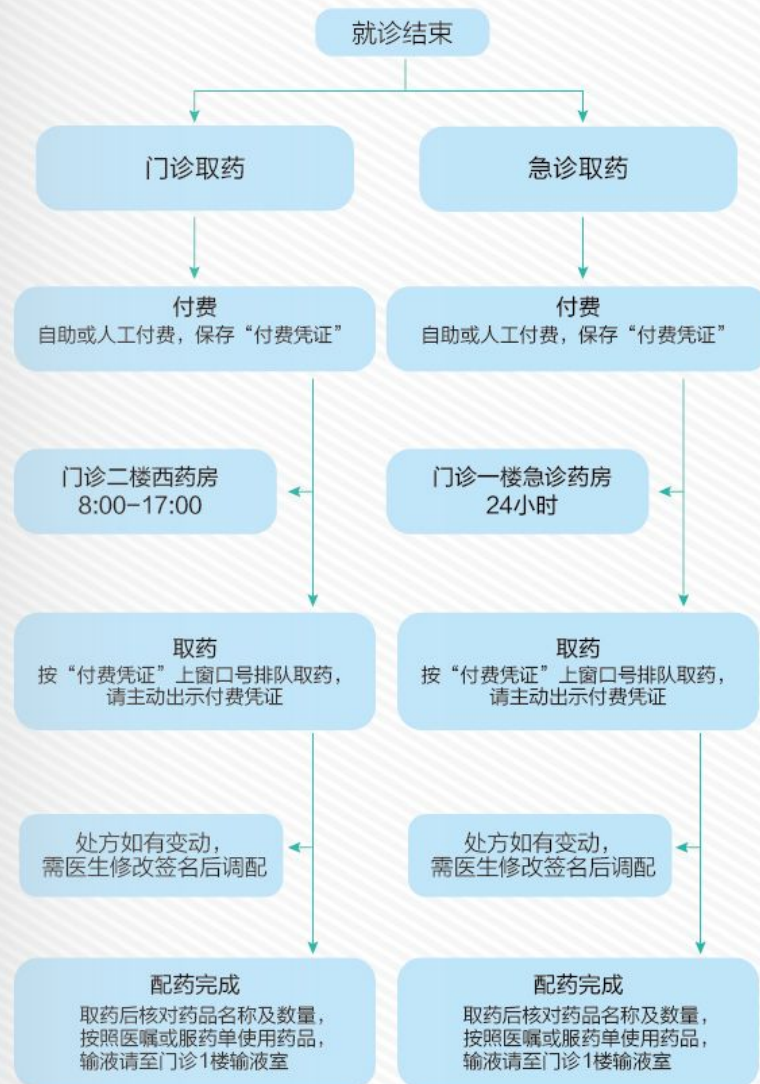 就诊结束
门诊取药
急诊取药
付费
自助或人工付费，保存“付费凭证”
付费
自助或人工付费，保存“付费凭证”
门诊二楼西药房
8:00-17:00
门诊一楼急诊药房
24小时
取药
按“付费凭证”上窗口号排队取药，
请主动出示付费凭证
取药
按“付费凭证”上窗口号排队取药，
请主动出示付费凭证
处方如有变动，
需医生修改签名后调配
处方如有变动，
需医生修改签名后调配
配药完成
取药后核对药品名称及数量，
按照医嘱或服药单使用药品，
输液请至门诊1楼输液室
配药完成
取药后核对药品名称及数量，
按照医嘱或服药单使用药品，
输液请至门诊1楼输液室